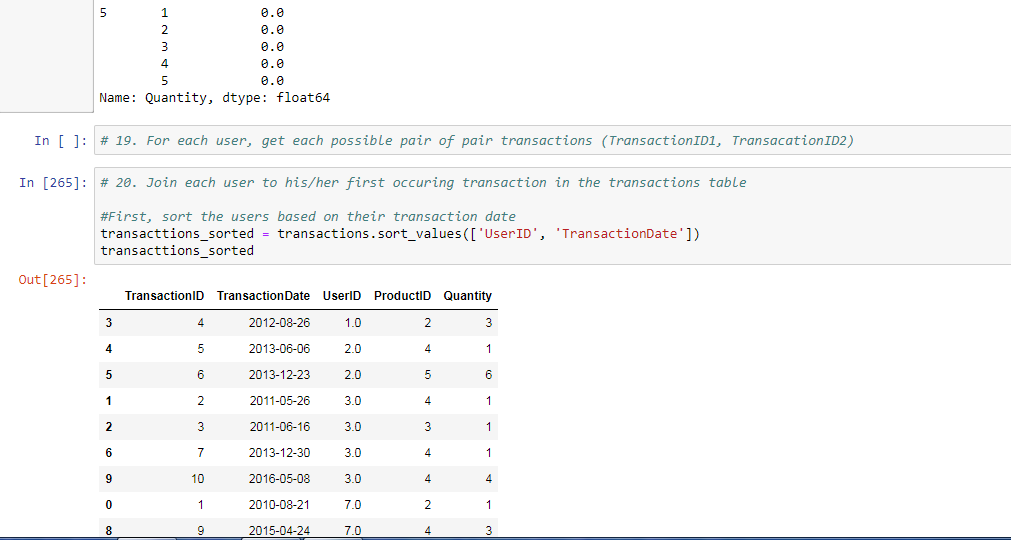 5 1 0.0
2 0.0
3 0.0
4 0.0
5 0.0
Name: Quantity, dtype: float64
In [ ]: # 19. For each user, get each possible pair of pair transactions (TransactionID1, TransacationID2)
In [265]: # 20. Join each user to his/her first occuring transaction in the transactions table
#First, sort the users based on their transaction date
transacttions_sorted = transactions.sort_values(['UserID', 'TransactionDate'])
transacttions_sorted
Out[265]:
TransactionID TransactionDate UserID ProductID Quantity
3 4 2012-08-26 1.0 2 3
4 5 2013-06-06 2.0 4 1
5 6 2013-12-23 2.0 5 6
1 2 2011-05-26 3.0 4 1
2 3 2011-06-16 3.0 3 1
6 7 2013-12-30 3.0 4 1
9 10 2016-05-08 3.0 4 4
0 1 2010-08-21 7.0 2 1
8 9 2015-04-24 7.0 4 3